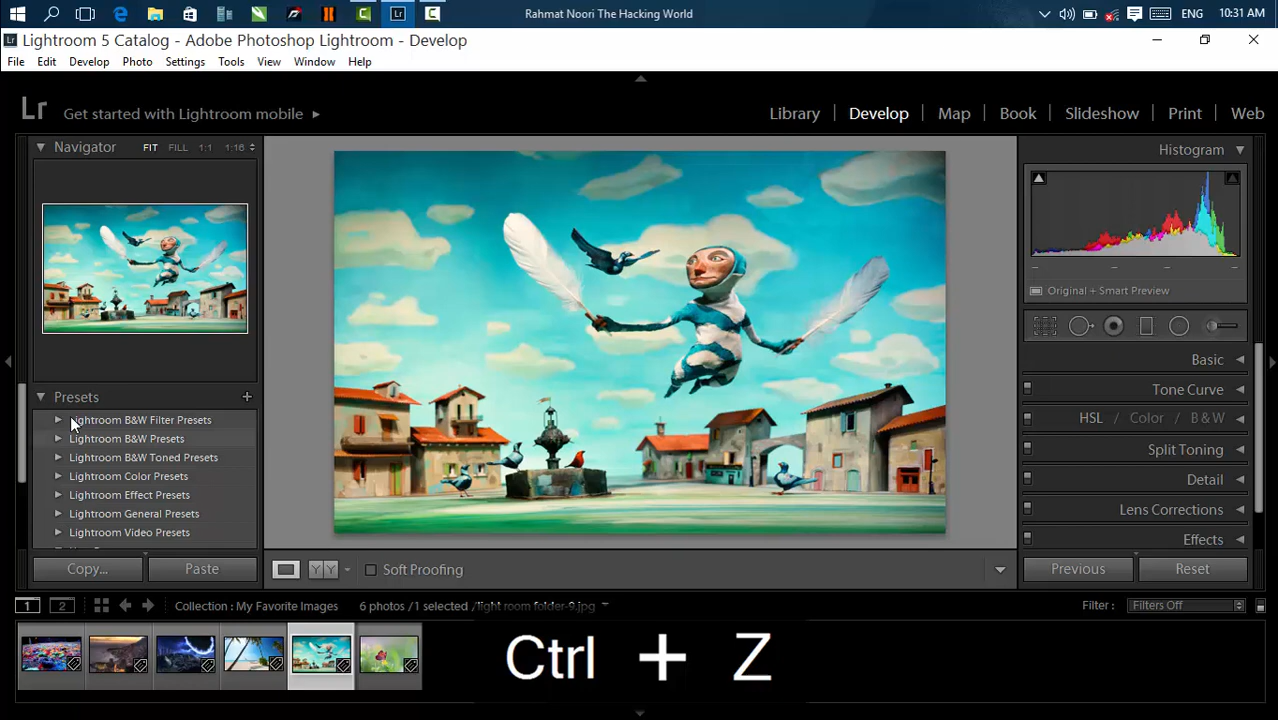 Rahmat Noori The Hacking World
ENG
10:31 AM
Lr Lightroom 5 Catalog - Adobe Photoshop Lightroom - Develop
File Edit Develop Photo Settings Tools View Window Help
Lr Get started with Lightroom mobile
Library | Develop | Map | Book | Slideshow | Print | Web
Navigator FIT FILL 1:1 1:16
Histogram
Original + Smart Preview
Basic
Tone Curve
HSL / Color / B & W
Split Toning
Detail
Lens Corrections
Effects
Presets +
Lightroom B&W Filter Presets
Lightroom B&W Presets
Lightroom B&W Toned Presets
Lightroom Color Presets
Lightroom Effect Presets
Lightroom General Presets
Lightroom Video Presets
Copy... Paste
YY Soft Proofing
Previous Reset
1 2 Collection : My Favorite Images 6 photos /1 selected /light room folder-9.jpg
Filter : Filters Off
Ctrl + Z